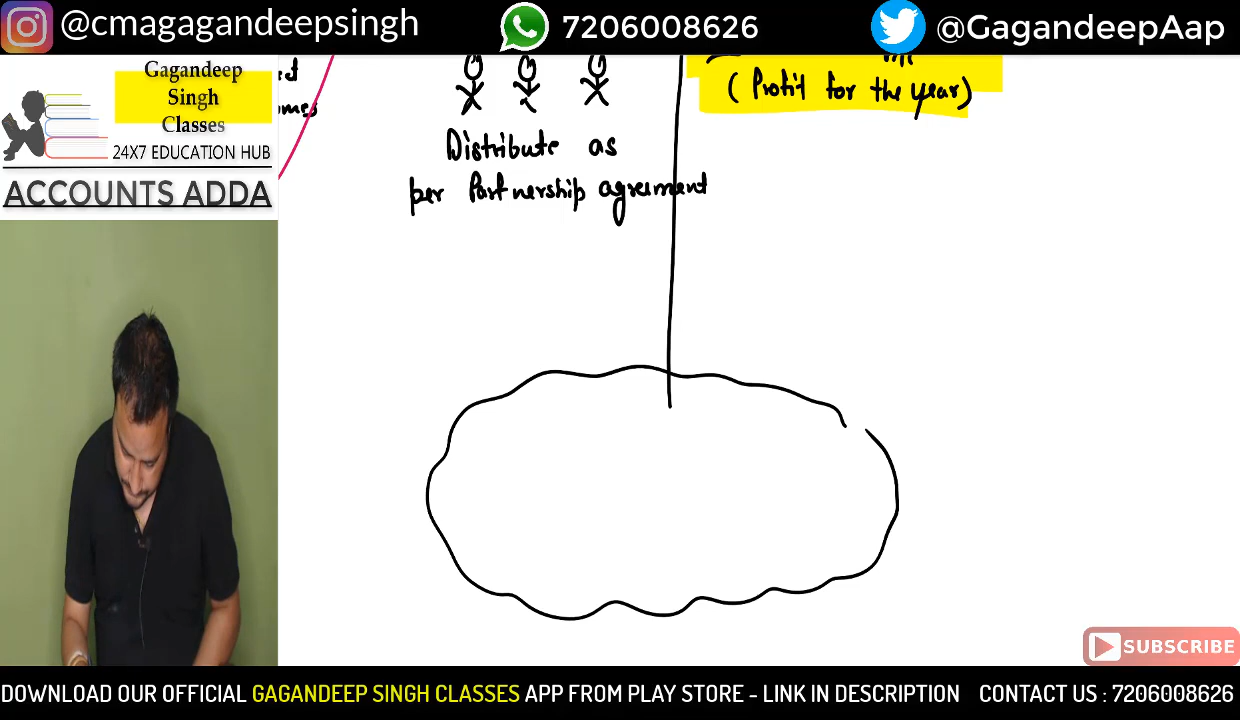 @cmagagandeepsingh
7206008626
@GagandeepAap
Gagandeep
Singh
Classes
24X7 EDUCATION HUB
ACCOUNTS ADDA
(Profit for the year)
Distribute as
per Partnership agreement
SUBSCRIBE
DOWNLOAD OUR OFFICIAL GAGANDEEP SINGH CLASSES APP FROM PLAY STORE - LINK IN DESCRIPTION CONTACT US : 7206008626